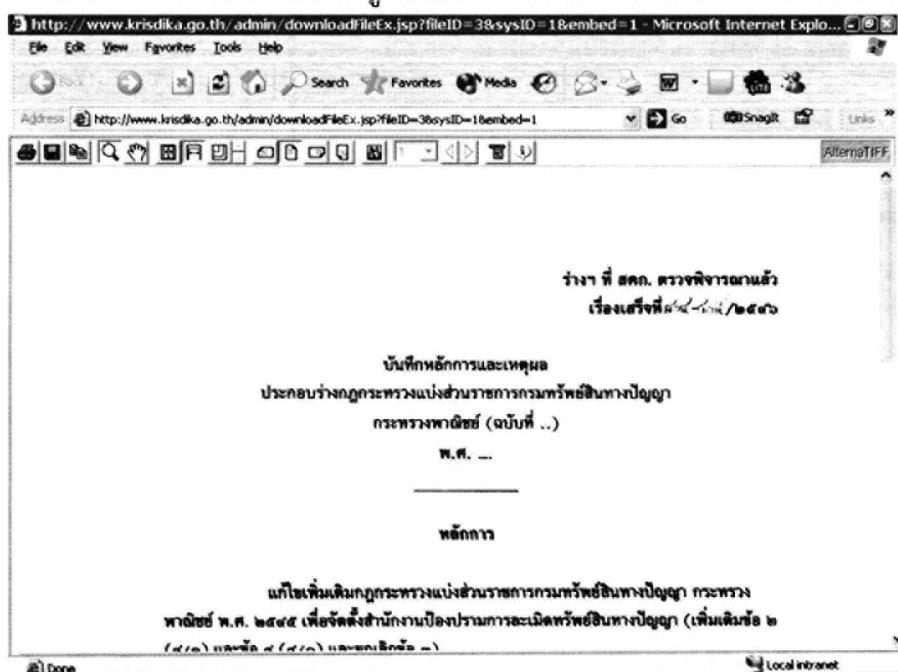 http://www.krisdika.go.th/admin/downloadFileEx.jsp?fileID=38&sysID=1&embed=1 - Microsoft Internet Explo...
File Edit View Favorites Tools Help
Back Search Favorites Media
Address http://www.krisdika.go.th/admin/downloadFileEx.jsp?fileID=38&sysID=1&embed=1 Go SnagIt Links »
AlternaTIFF
ร่างฯ ที่ สคก. ตรวจพิจารณาแล้ว
เรื่องเสร็จที่ /๒๕๔๖
บันทึกหลักการและเหตุผล
ประกอบร่างกฎกระทรวงแบ่งส่วนราชการกรมทรัพย์สินทางปัญญา
กระทรวงพาณิชย์ (ฉบับที่ ..)
พ.ศ. ....
หลักการ
แก้ไขเพิ่มเติมกฎกระทรวงแบ่งส่วนราชการกรมทรัพย์สินทางปัญญา กระทรวง
พาณิชย์ พ.ศ. ๒๕๔๕ เพื่อจัดตั้งสำนักงานป้องปรามการละเมิดทรัพย์สินทางปัญญา (เพิ่มเติมข้อ ๒
Done Local intranet